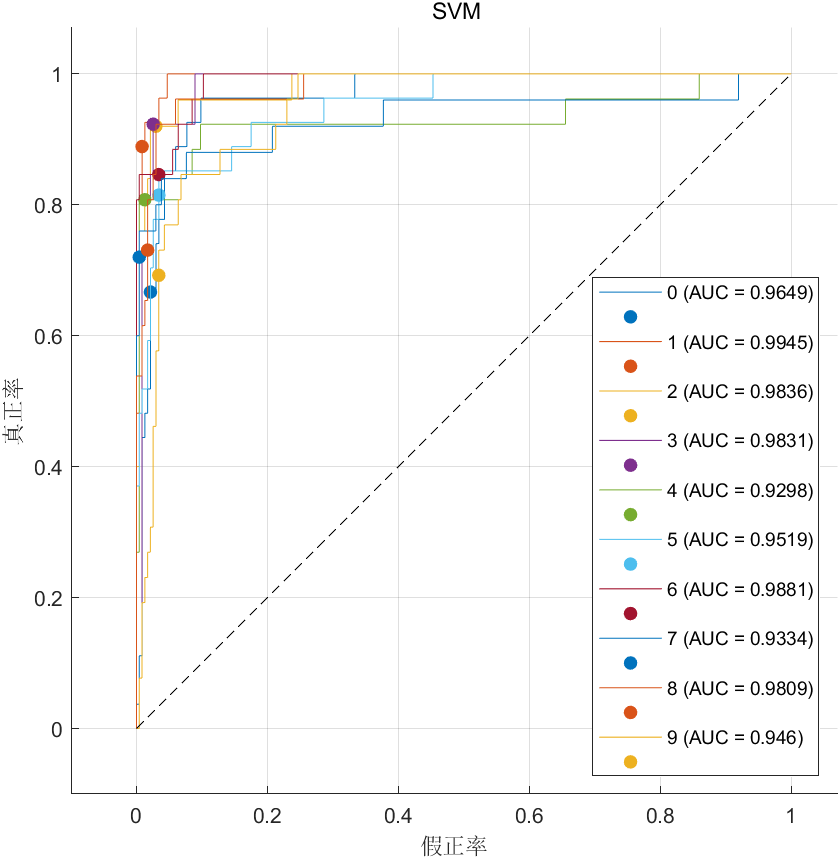 SVM
1
0.8
0.6
0.4
0.2
0
真正率
0 (AUC = 0.9649)
1 (AUC = 0.9945)
2 (AUC = 0.9836)
3 (AUC = 0.9831)
4 (AUC = 0.9298)
5 (AUC = 0.9519)
6 (AUC = 0.9881)
7 (AUC = 0.9334)
8 (AUC = 0.9809)
9 (AUC = 0.946)
0 0.2 0.4 0.6 0.8 1
假正率